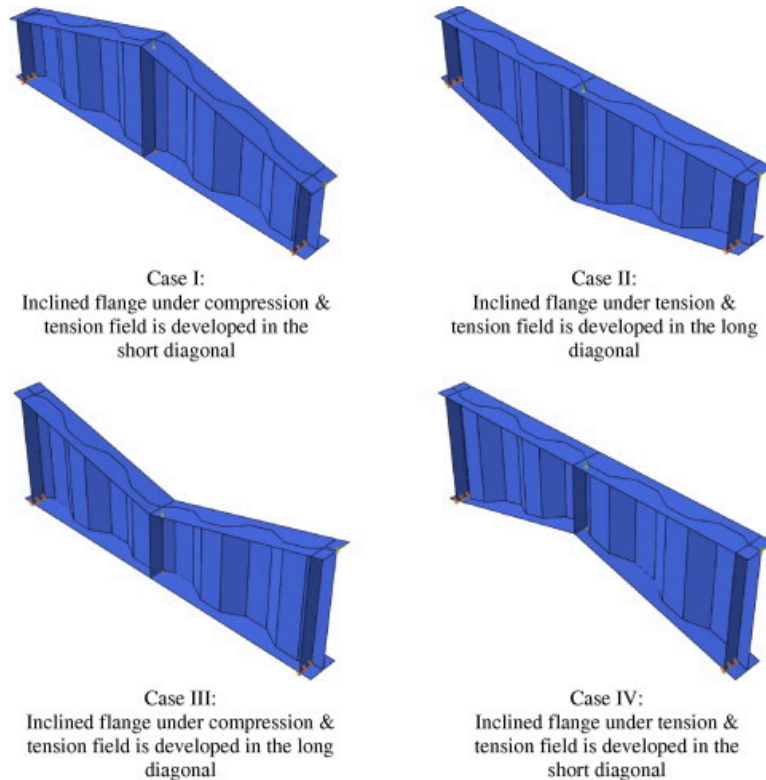 Case I:
Inclined flange under compression &
tension field is developed in the
short diagonal
Case II:
Inclined flange under tension &
tension field is developed in the long
diagonal
Case III:
Inclined flange under compression &
tension field is developed in the long
diagonal
Case IV:
Inclined flange under tension &
tension field is developed in the
short diagonal